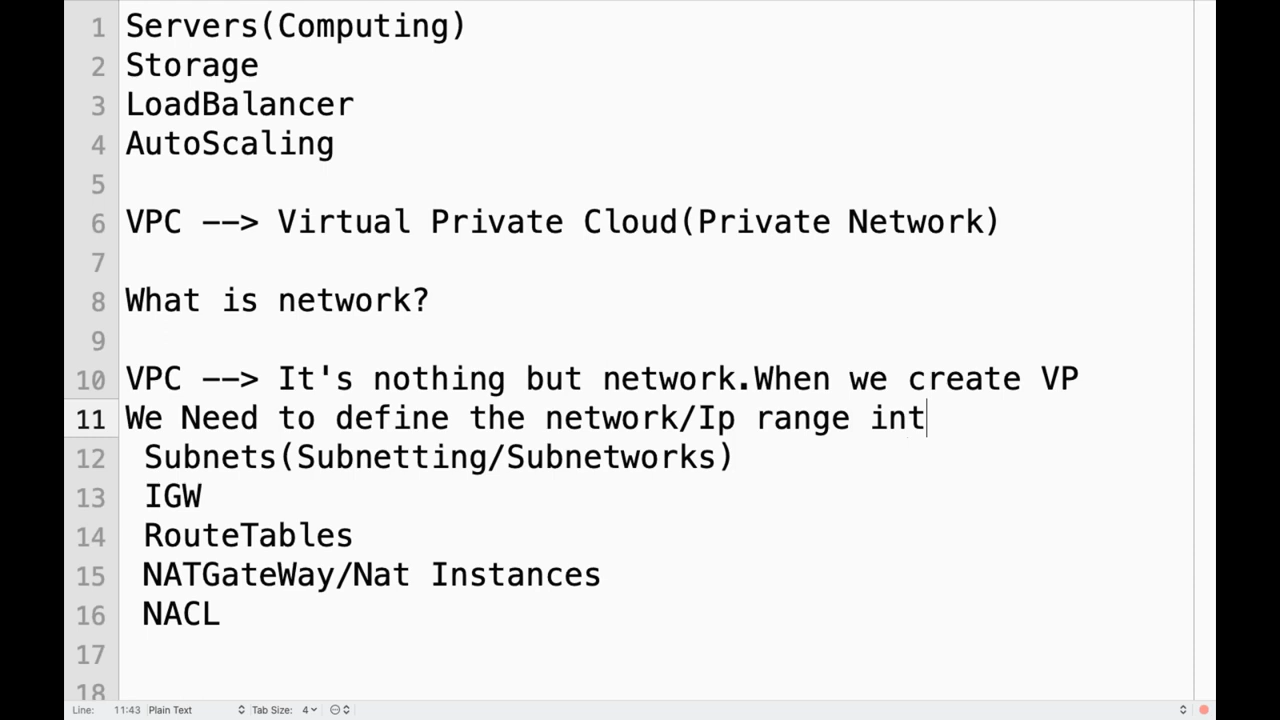 1 Servers(Computing)
2 Storage
3 LoadBalancer
4 AutoScaling
5
6 VPC --> Virtual Private Cloud(Private Network)
7
8 What is network?
9
10 VPC --> It's nothing but network.When we create VP
11 We Need to define the network/Ip range int
12 Subnets(Subnetting/Subnetworks)
13 IGW
14 RouteTables
15 NATGateWay/Nat Instances
16 NACL
17
18
Line: 11:43 Plain Text Tab Size: 4